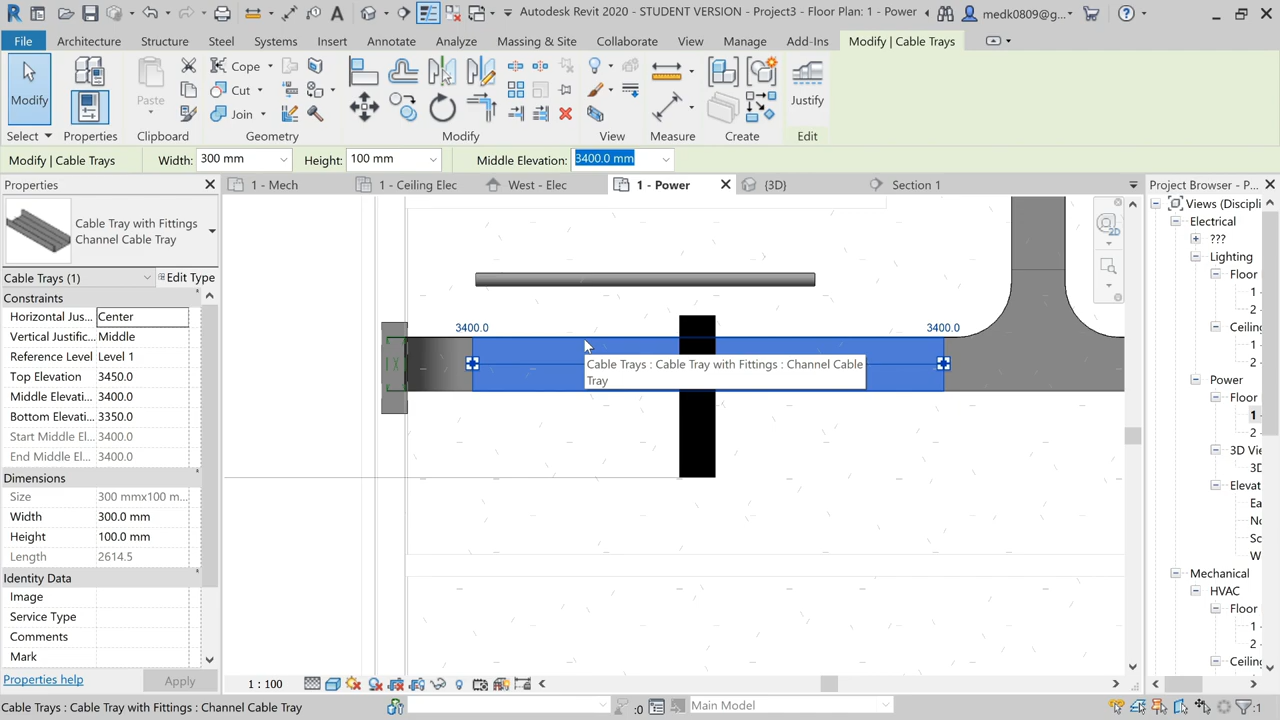 Autodesk Revit 2020 - STUDENT VERSION - Project3 - Floor Plan: 1 - Power
medk0809@g...
File
Architecture
Structure
Steel
Systems
Insert
Annotate
Analyze
Massing & Site
Collaborate
View
Manage
Add-Ins
Modify | Cable Trays
Modify
Select
Properties
Paste
Clipboard
Cope
Cut
Join
Geometry
Modify
View
Measure
Create
Justify
Edit
Modify | Cable Trays
Width: 300 mm
Height: 100 mm
Middle Elevation: 3400.0 mm
Properties
1 - Mech
1 - Ceiling Elec
West - Elec
1 - Power
{3D}
Section 1
Project Browser - P...
Cable Tray with Fittings
Channel Cable Tray
Cable Trays (1)
Edit Type
Constraints
Horizontal Jus... Center
Vertical Justific... Middle
Reference Level Level 1
Top Elevation 3450.0
Middle Elevati... 3400.0
Bottom Elevati... 3350.0
Start Middle El... 3400.0
End Middle El... 3400.0
Dimensions
Size 300 mmx100 m...
Width 300.0 mm
Height 100.0 mm
Length 2614.5
Identity Data
Image
Service Type
Comments
Mark
Properties help
Apply
3400.0
3400.0
Cable Trays : Cable Tray with Fittings : Channel Cable
Tray
2D
Views (Discipli
Electrical
???
Lighting
Floor
1 -
2 -
Ceilin
1 -
2 -
Power
Floor
1 -
2 -
3D Vie
3D
Elevat
Ea
No
So
W
Mechanical
HVAC
Floor
1 -
2 -
Ceilin
1 : 100
Cable Trays : Cable Tray with Fittings : Channel Cable Tray
:0
Main Model
:1